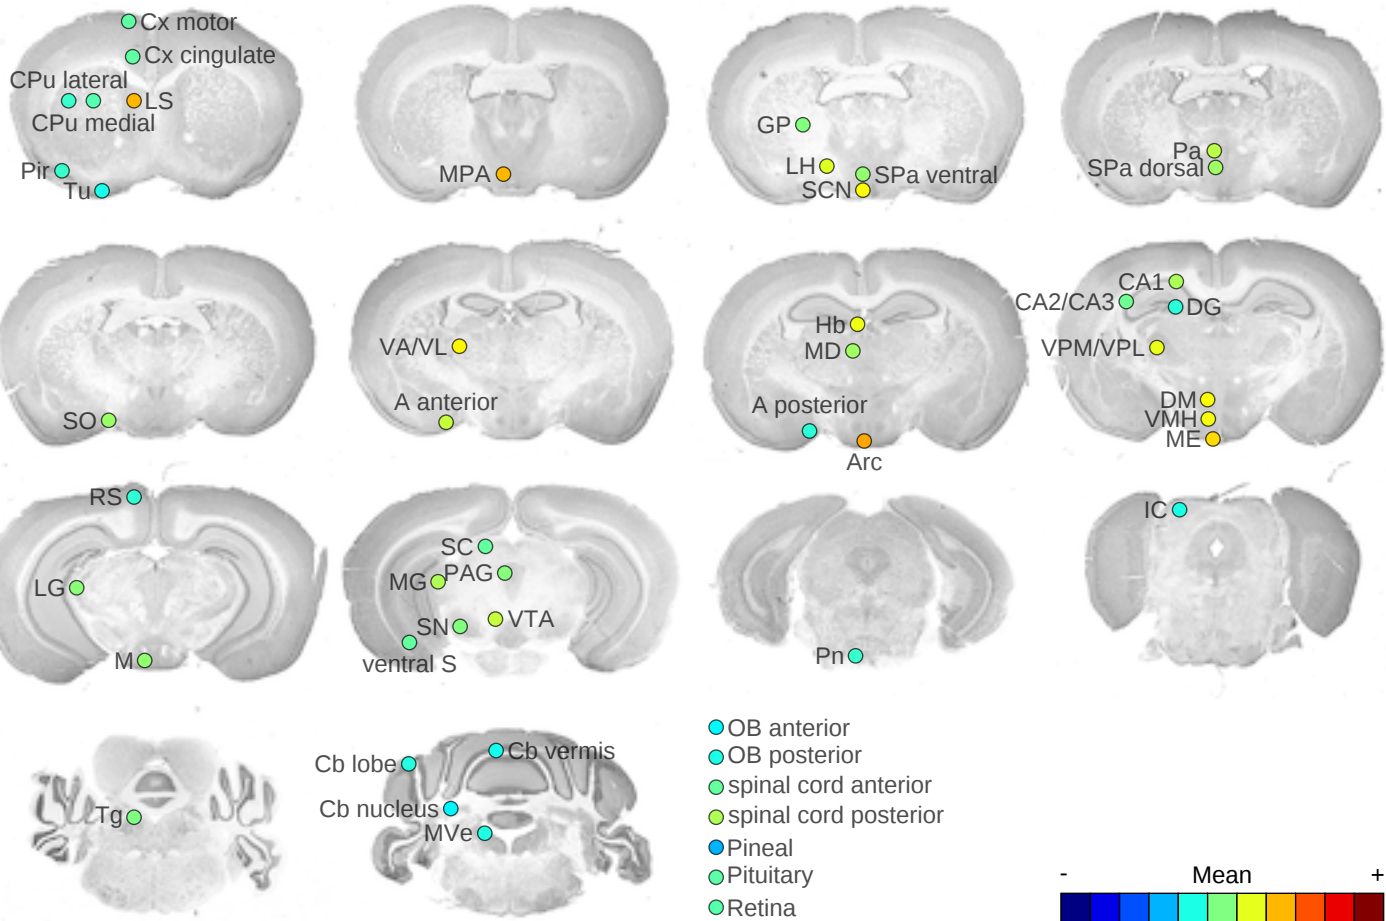 Cx motor
Cx cingulate
CPu lateral
LS
CPu medial
Pir
Tu
MPA
GP
LH
SPa ventral
SCN
Pa
SPa dorsal
SO
VA/VL
A anterior
Hb
MD
A posterior
Arc
CA1
CA2/CA3
DG
VPM/VPL
DM
VMH
ME
RS
LG
M
SC
PAG
MG
VTA
SN
ventral S
Pn
IC
Tg
Cb vermis
Cb lobe
Cb nucleus
MVe
OB anterior
OB posterior
spinal cord anterior
spinal cord posterior
Pineal
Pituitary
Retina
- Mean +